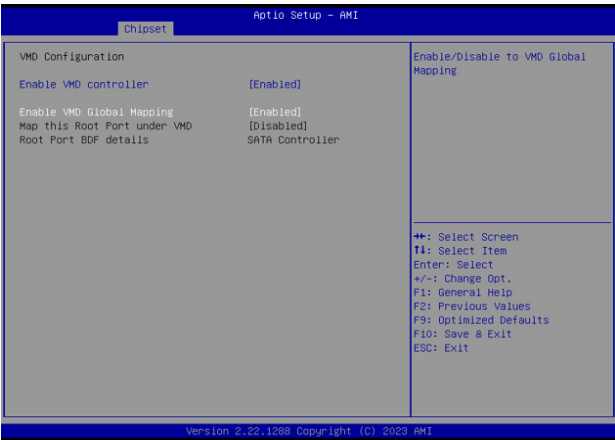 Aptio Setup - AMI
Chipset
VMD Configuration
Enable VMD controller [Enabled]
Enable VMD Global Mapping [Enabled]
Map this Root Port under VMD [Disabled]
Root Port BDF details SATA Controller
Enable/Disable to VMD Global
Mapping
→←: Select Screen
↑↓: Select Item
Enter: Select
+/-: Change Opt.
F1: General Help
F2: Previous Values
F9: Optimized Defaults
F10: Save & Exit
ESC: Exit
Version 2.22.1288 Copyright (C) 2023 AMI